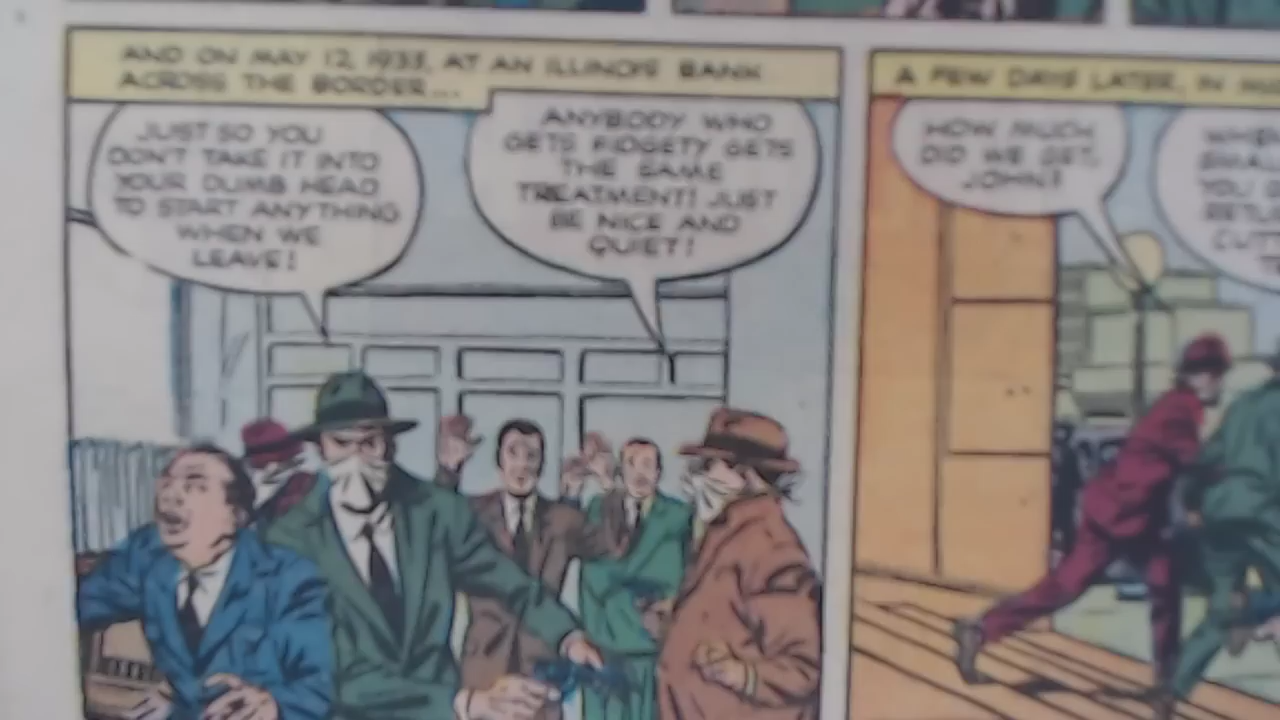 AND ON MAY 12, 1933, AT AN ILLINOIS BANK
ACROSS THE BORDER...
JUST SO YOU
DON'T TAKE IT INTO
YOUR DUMB HEAD
TO START ANYTHING
WHEN WE
LEAVE!
ANYBODY WHO
GETS FIDGETY GETS
THE SAME
TREATMENT! JUST
BE NICE AND
QUIET!
A FEW DAYS LATER, IN
HOW MUCH
DID WE GET,
JOHN?
SMALL
YOU